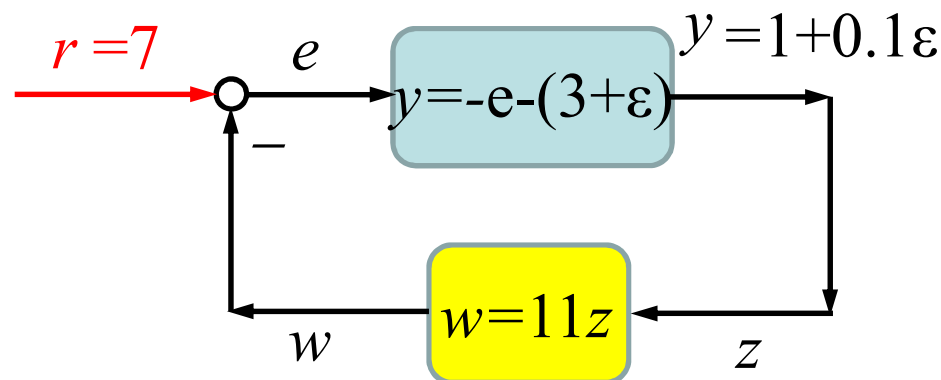 r =7
e
y=-e-(3+ε)
y=1+0.1ε
–
w=11z
w
z